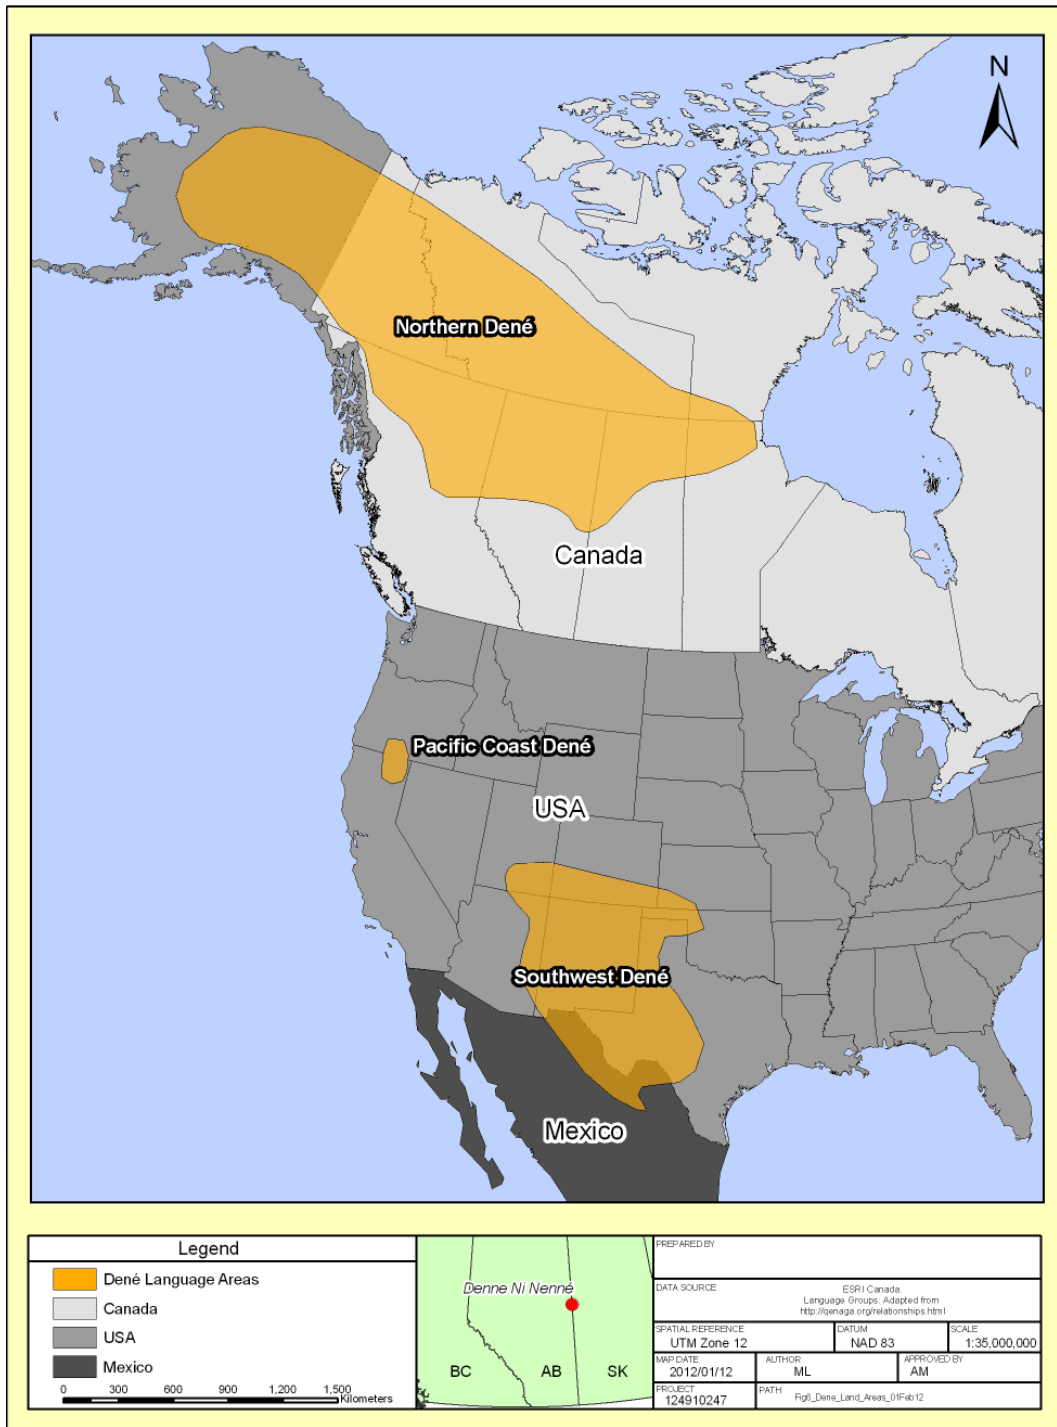 N
Northern Dené
Canada
Pacific Coast Dené
USA
Southwest Dené
Mexico
Legend
Dené Language Areas
Canada
USA
Mexico
0 300 600 900 1,200 1,500
Kilometers
Denne Ni Nenné
BC AB SK
PREPARED BY
DATA SOURCE
ESRI Canada.
Language Groups: Adapted from
http://qenaga.org/relationships.html
SPATIAL REFERENCE
UTM Zone 12
DATUM
NAD 83
SCALE
1:35,000,000
MAP DATE
2012/01/12
AUTHOR
ML
APPROVED BY
AM
PROJECT
124910247
PATH
Fig6_Dene_Land_Areas_01Feb12